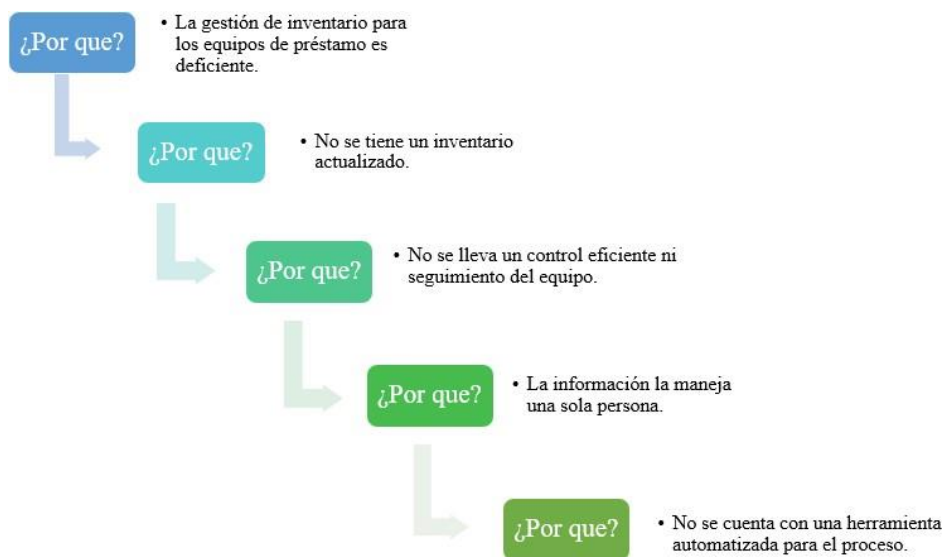 ¿Por que?
• La gestión de inventario para
los equipos de préstamo es
deficiente.
¿Por que?
• No se tiene un inventario
actualizado.
¿Por que?
• No se lleva un control eficiente ni
seguimiento del equipo.
¿Por que?
• La información la maneja
una sola persona.
¿Por que?
• No se cuenta con una herramienta
automatizada para el proceso.